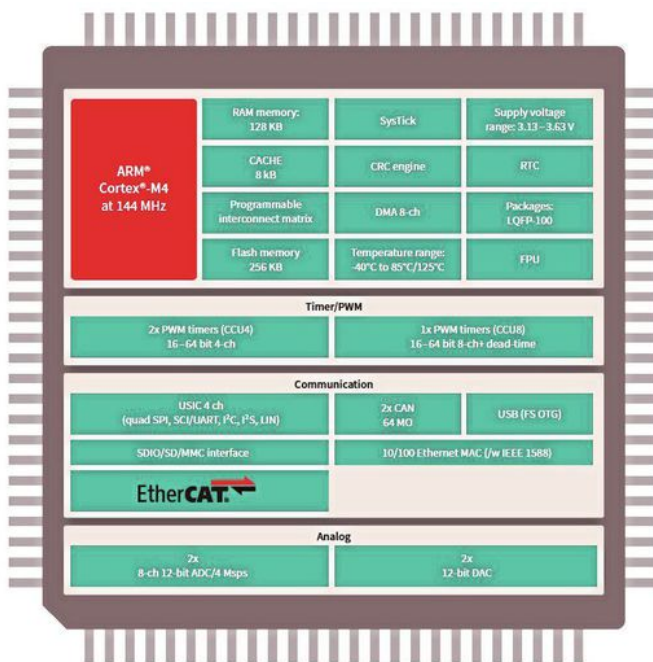 ARM®
Cortex®-M4
at 144 MHz
RAM memory:
128 KB
SysTick
Supply voltage
range: 3.13–3.63 V
CACHE
8 kB
CRC engine
RTC
Programmable
interconnect matrix
DMA 8-ch
Packages:
LQFP-100
Flash memory
256 KB
Temperature range:
-40°C to 85°C/125°C
FPU
Timer/PWM
2x PWM timers (CCU4)
16–64 bit 4-ch
1x PWM timers (CCU8)
16–64 bit 8-ch+ dead-time
Communication
USIC 4 ch
(quad SPI, SCI/UART, I²C, I²S, LIN)
2x CAN
64 MO
USB (FS OTG)
SDIO/SD/MMC interface
10/100 Ethernet MAC (/w IEEE 1588)
EtherCAT®
Analog
2x
8-ch 12-bit ADC/4 Msps
2x
12-bit DAC